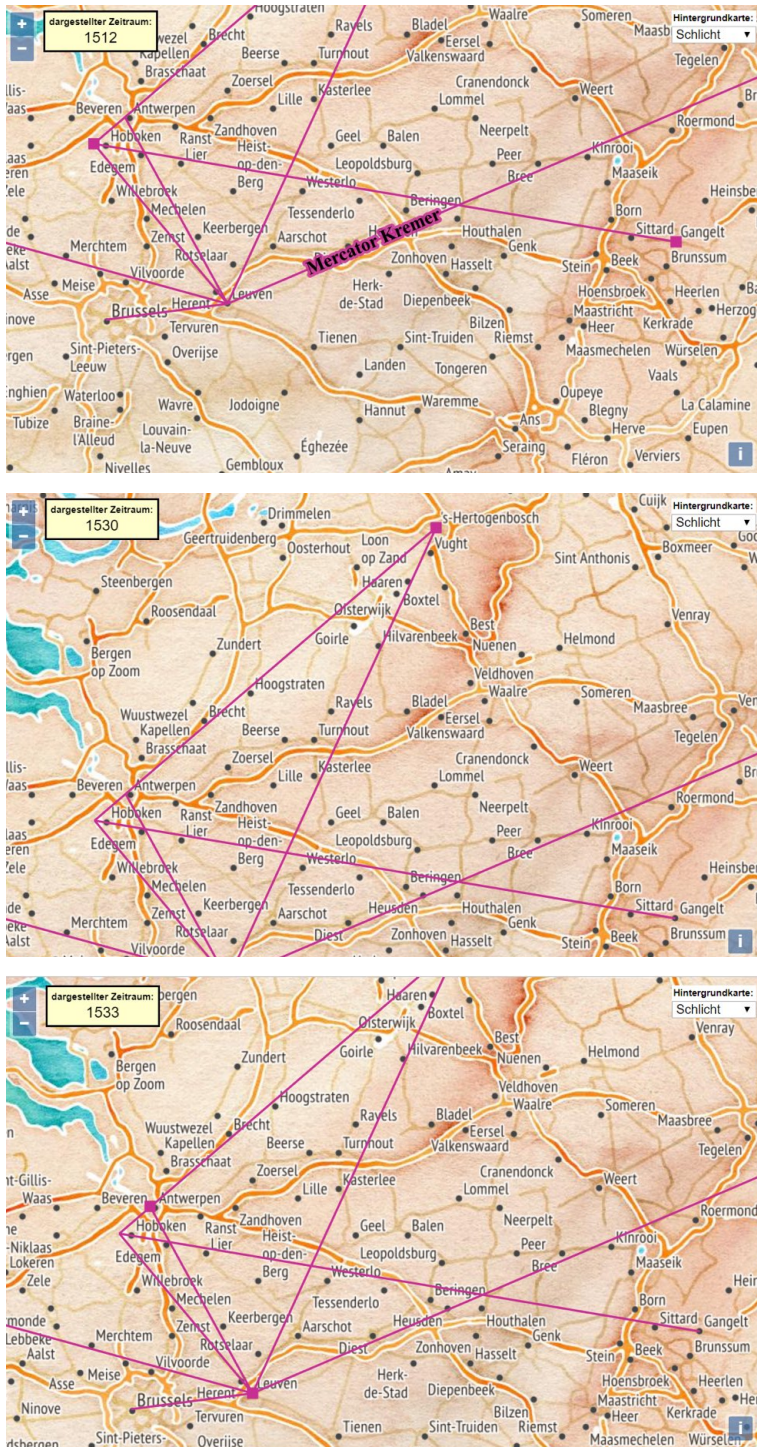 Hoogstraten
dargestellter Zeitraum:
1512
Hintergrundkarte:
Schlicht
+
−
Brecht
Ravels
Bladel
Waalre
Someren
Kapellen
Beerse
Turnhout
Eersel
Valkenswaard
Tegelen
Brasschaat
Zoersel
Lille
Kasterlee
Cranendonck
Lommel
Weert
Beveren
Antwerpen
Zandhoven
Roermond
Hoboken
Ranst
Lier
Heist-
op-den-
Berg
Geel
Balen
Neerpelt
Peer
Bree
Kinrooi
Maaseik
Edegem
Leopoldsburg
Westerlo
Willebroek
Mechelen
Tessenderlo
Beringen
Born
Heinsb
Zemst
Keerbergen
Aarschot
Mercator Kremer
Houthalen
Genk
Sittard
Gangelt
Merchtem
Rotselaar
Zonhoven
Hasselt
Stein
Beek
Brunssum
Aalst
Asse
Meise
Vilvoorde
Herent
Leuven
Herk-
de-Stad
Diepenbeek
Hoensbroek
Heerlen
Brussels
Tervuren
Bilzen
Maastricht
Heer
Kerkrade
Herzog
Sint-Pieters-
Leeuw
Overijse
Tienen
Sint-Truiden
Riemst
Maasmechelen
Würselen
Landen
Tongeren
Vaals
Waterloo
Wavre
Jodoigne
Hannut
Waremme
Oupeye
La Calamine
Tubize
Braine-
l'Alleud
Louvain-
la-Neuve
Ans
Blegny
Herve
Eupen
Nivelles
Gembloux
Éghezée
Seraing
Fléron
Verviers
i
+
−
dargestellter Zeitraum:
1530
Hintergrundkarte:
Schlicht
Drimmelen
's-Hertogenbosch
Cuijk
Geertruidenberg
Oosterhout
Loon
op Zand
Vught
Sint Anthonis
Boxmeer
Steenbergen
Haaren
Boxtel
Roosendaal
Oisterwijk
Venray
Bergen
op Zoom
Zundert
Goirle
Hilvarenbeek
Best
Nuenen
Helmond
Hoogstraten
Veldhoven
Waalre
Wuustwezel
Kapellen
Brecht
Ravels
Bladel
Someren
Maasbree
Brasschaat
Beerse
Turnhout
Eersel
Valkenswaard
Tegelen
Zoersel
Lille
Kasterlee
Cranendonck
Lommel
Weert
Beveren
Antwerpen
Zandhoven
Roermond
Hoboken
Ranst
Lier
Heist-
op-den-
Berg
Geel
Balen
Neerpelt
Peer
Bree
Kinrooi
Maaseik
Zele
Edegem
Leopoldsburg
Westerlo
Willebroek
Mechelen
Tessenderlo
Beringen
Born
Heinsbe
Merchtem
Zemst
Keerbergen
Aarschot
Heusden
Houthalen
Sittard
Gangelt
Aalst
Vilvoorde
Rotselaar
Diest
Zonhoven
Hasselt
Genk
Stein
Beek
Brunssum
i
+
−
dargestellter Zeitraum:
1533
Hintergrundkarte:
Schlicht
Haaren
Boxtel
Venray
Roosendaal
Oisterwijk
Bergen
op Zoom
Zundert
Goirle
Hilvarenbeek
Best
Nuenen
Helmond
Hoogstraten
Veldhoven
Waalre
Wuustwezel
Kapellen
Brecht
Ravels
Bladel
Someren
Maasbree
Brasschaat
Beerse
Turnhout
Eersel
Valkenswaard
Tegelen
Zoersel
Lille
Kasterlee
Cranendonck
Lommel
Weert
nt-Gillis-
Waas
Beveren
Antwerpen
Zandhoven
Roermond
-Niklaas
Lokeren
Zele
Hoboken
Ranst
Lier
Heist-
op-den-
Berg
Geel
Balen
Neerpelt
Peer
Bree
Kinrooi
Maaseik
Edegem
Leopoldsburg
Westerlo
Willebroek
Mechelen
Tessenderlo
Beringen
Born
monde
Lebbeke
Aalst
Merchtem
Zemst
Keerbergen
Aarschot
Heusden
Houthalen
Genk
Sittard
Gangelt
Asse
Meise
Vilvoorde
Rotselaar
Diest
Zonhoven
Hasselt
Stein
Beek
Brunssum
Ninove
Brussels
Herent
Leuven
Herk-
de-Stad
Diepenbeek
Hoensbroek
Maastricht
Heerlen
Tervuren
Bilzen
Heer
Kerkrade
Sint-Pieters-
Overijse
Tienen
Sint-Truiden
Riemst
Maasmechelen
Würselen
i